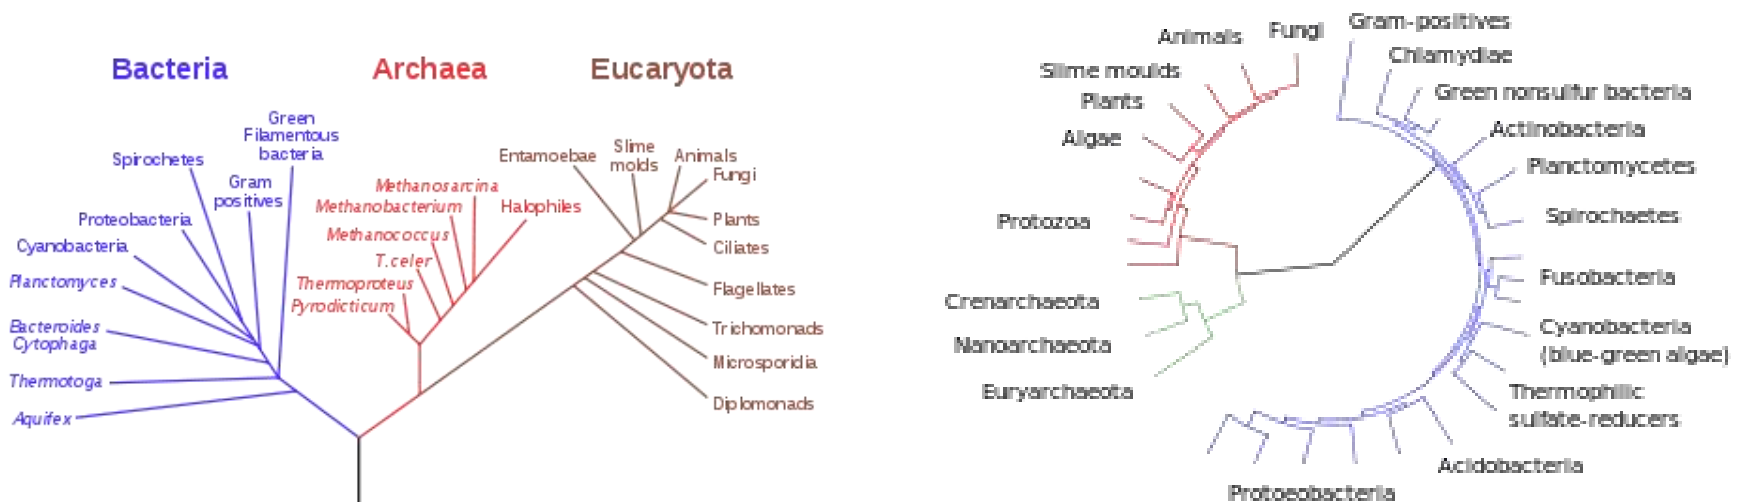 Bacteria
Archaea
Eucaryota
Green
Filamentous
bacteria
Spirochetes
Gram
positives
Proteobacteria
Cyanobacteria
Planctomyces
Bacteroides
Cytophaga
Thermotoga
Aquifex
Methanosarcina
Methanobacterium
Halophiles
Methanococcus
T.celer
Thermoproteus
Pyrodicticum
Entamoebae
Slime
molds
Animals
Fungi
Plants
Ciliates
Flagellates
Trichomonads
Microsporidia
Diplomonads
Fungi
Animals
Slime moulds
Plants
Algae
Protozoa
Crenarchaeota
Nanoarchaeota
Euryarchaeota
Gram-positives
Chlamydiae
Green nonsulfur bacteria
Actinobacteria
Planctomycetes
Spirochaetes
Fusobacteria
Cyanobacteria
(blue-green algae)
Thermophilic
sulfate-reducers
Acidobacteria
Protoeobacteria